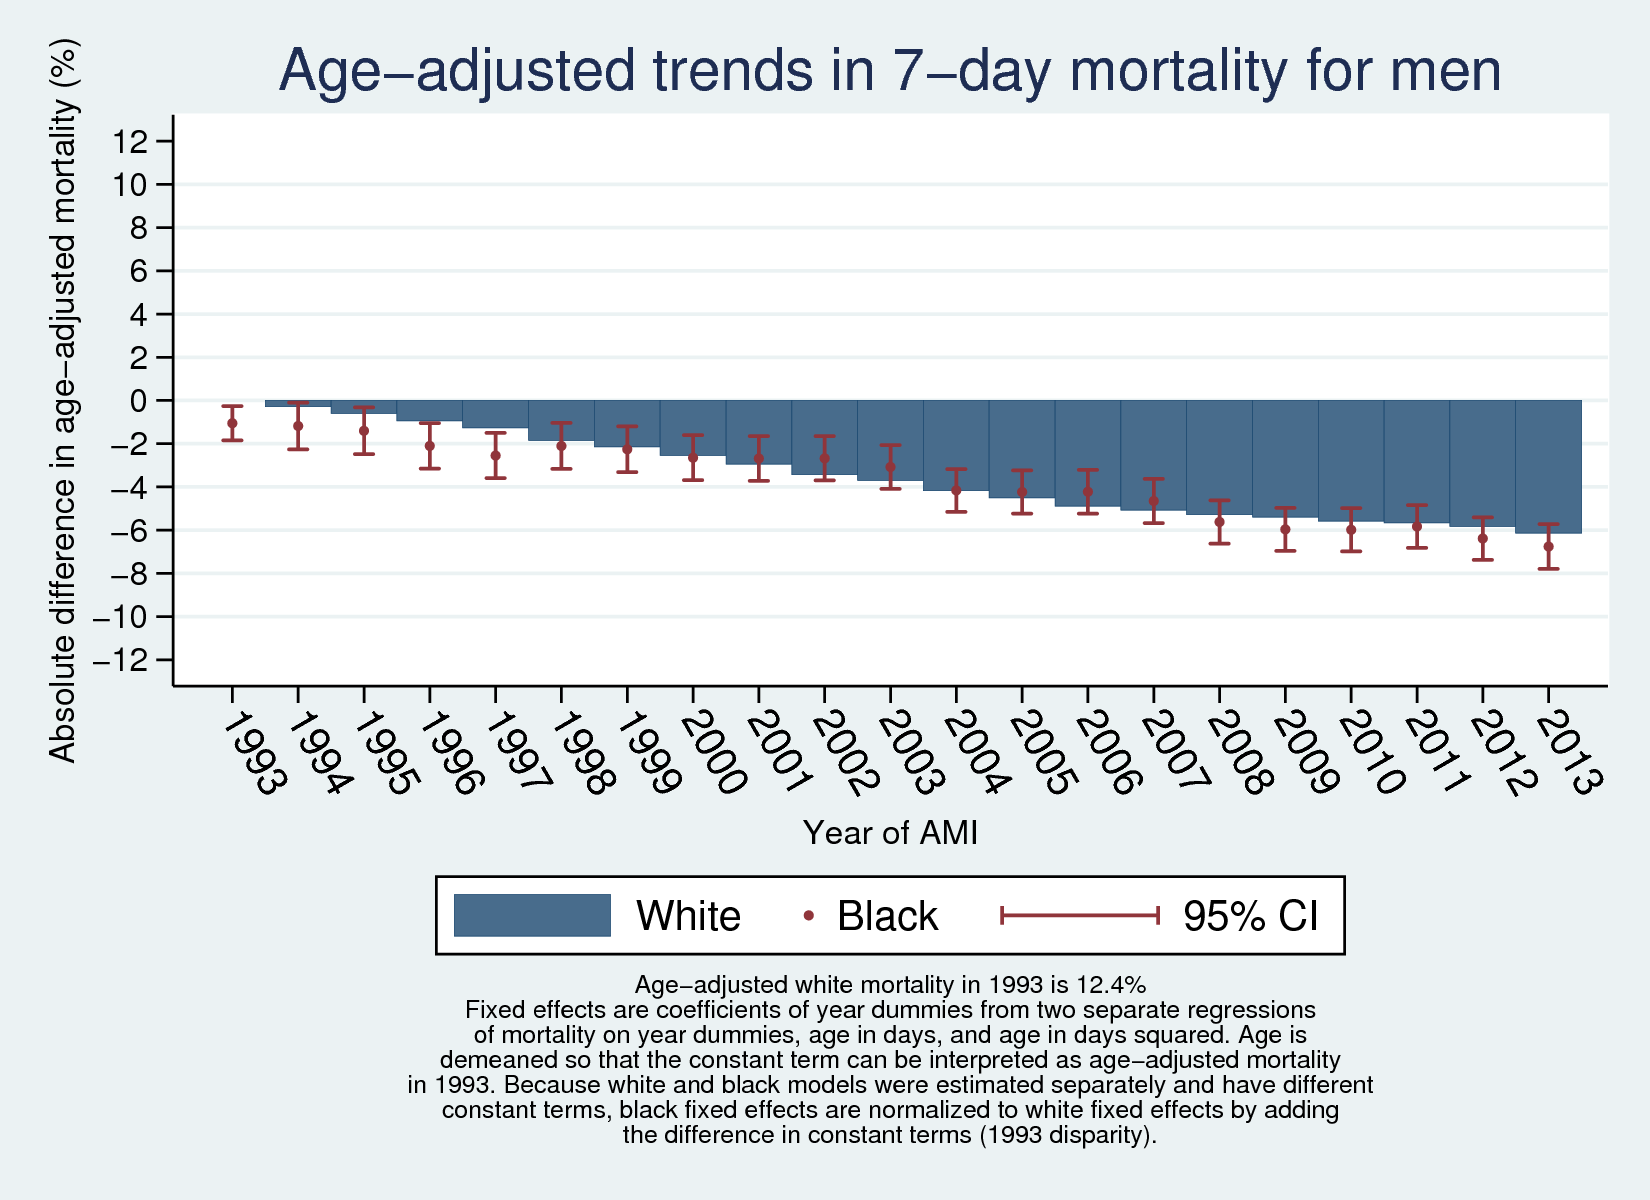 Age−adjusted trends in 7−day mortality for men
Absolute difference in age−adjusted mortality (%)
12
10
8
6
4
2
0
−2
−4
−6
−8
−10
−12
1993 1994 1995 1996 1997 1998 1999 2000 2001 2002 2003 2004 2005 2006 2007 2008 2009 2010 2011 2012 2013
Year of AMI
White Black 95% CI
Age−adjusted white mortality in 1993 is 12.4%
Fixed effects are coefficients of year dummies from two separate regressions
of mortality on year dummies, age in days, and age in days squared. Age is
demeaned so that the constant term can be interpreted as age−adjusted mortality
in 1993. Because white and black models were estimated separately and have different
constant terms, black fixed effects are normalized to white fixed effects by adding
the difference in constant terms (1993 disparity).